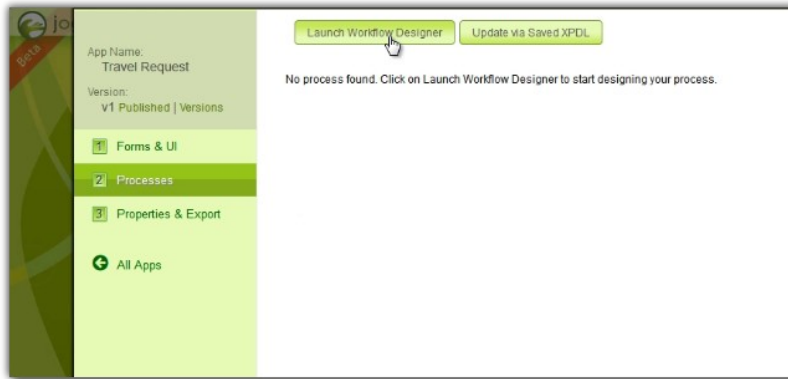 jo
Beta
App Name:
Travel Request
Version:
v1 Published | Versions
1 Forms & UI
2 Processes
3 Properties & Export
All Apps
Launch Workflow Designer
Update via Saved XPDL
No process found. Click on Launch Workflow Designer to start designing your process.